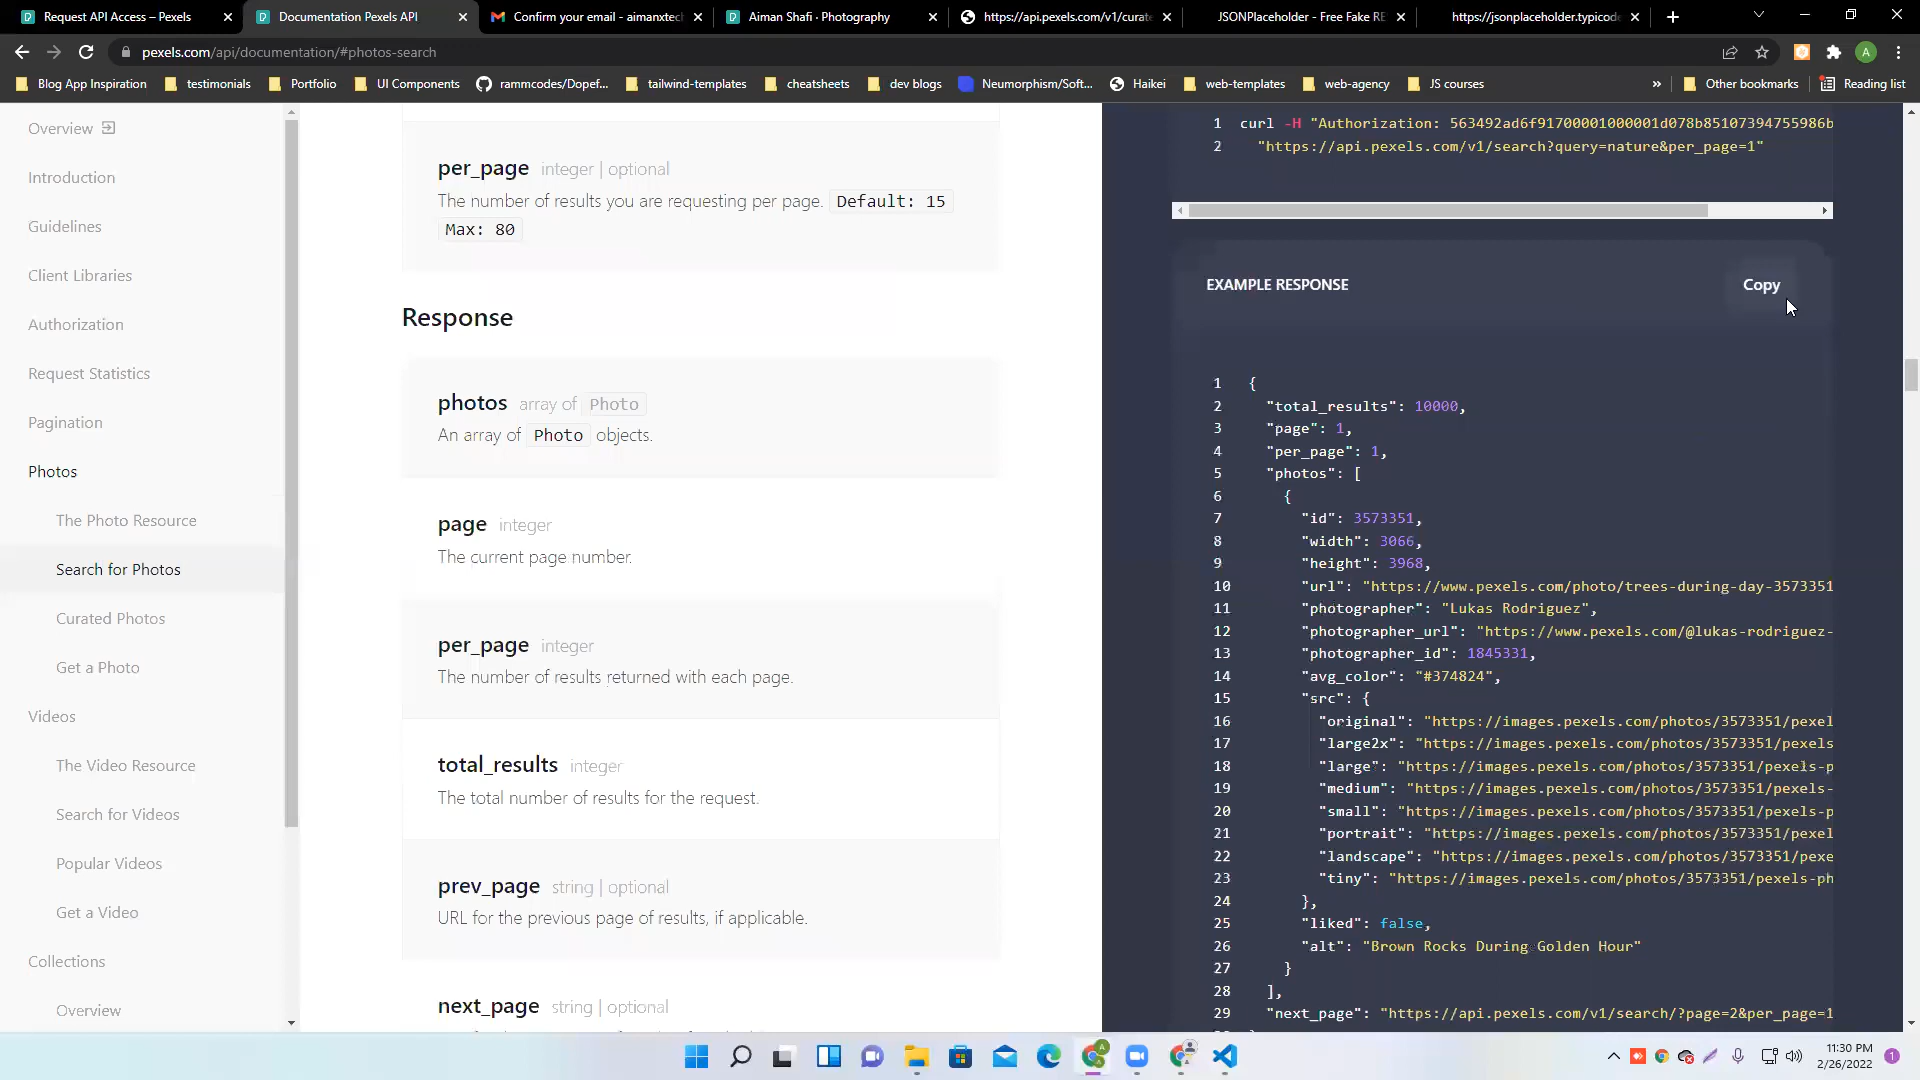 Request API Access – Pexels
Documentation Pexels API
Confirm your email - aimanxtech
Aiman Shafi · Photography
https://api.pexels.com/v1/curate
JSONPlaceholder - Free Fake RE
https://jsonplaceholder.typicode
pexels.com/api/documentation/#photos-search
A
Blog App Inspiration
testimonials
Portfolio
UI Components
rammcodes/Dopef...
tailwind-templates
cheatsheets
dev blogs
Neumorphism/Soft...
Haikei
web-templates
web-agency
JS courses
»
Other bookmarks
Reading list
Overview
Introduction
Guidelines
Client Libraries
Authorization
Request Statistics
Pagination
Photos
The Photo Resource
Search for Photos
Curated Photos
Get a Photo
Videos
The Video Resource
Search for Videos
Popular Videos
Get a Video
Collections
Overview
per_page integer | optional
The number of results you are requesting per page. Default: 15
Max: 80
Response
photos array of Photo
An array of Photo objects.
page integer
The current page number.
per_page integer
The number of results returned with each page.
total_results integer
The total number of results for the request.
prev_page string | optional
URL for the previous page of results, if applicable.
next_page string | optional
1 curl -H "Authorization: 563492ad6f91700001000001d078b85107394755986b
2 "https://api.pexels.com/v1/search?query=nature&per_page=1"
EXAMPLE RESPONSE
Copy
1 {
2 "total_results": 10000,
3 "page": 1,
4 "per_page": 1,
5 "photos": [
6 {
7 "id": 3573351,
8 "width": 3066,
9 "height": 3968,
10 "url": "https://www.pexels.com/photo/trees-during-day-3573351
11 "photographer": "Lukas Rodriguez",
12 "photographer_url": "https://www.pexels.com/@lukas-rodriguez-
13 "photographer_id": 1845331,
14 "avg_color": "#374824",
15 "src": {
16 "original": "https://images.pexels.com/photos/3573351/pexel
17 "large2x": "https://images.pexels.com/photos/3573351/pexels
18 "large": "https://images.pexels.com/photos/3573351/pexels-p
19 "medium": "https://images.pexels.com/photos/3573351/pexels-
20 "small": "https://images.pexels.com/photos/3573351/pexels-p
21 "portrait": "https://images.pexels.com/photos/3573351/pexel
22 "landscape": "https://images.pexels.com/photos/3573351/pexe
23 "tiny": "https://images.pexels.com/photos/3573351/pexels-ph
24 },
25 "liked": false,
26 "alt": "Brown Rocks During Golden Hour"
27 }
28 ],
29 "next_page": "https://api.pexels.com/v1/search/?page=2&per_page=1
11:30 PM
2/26/2022
1